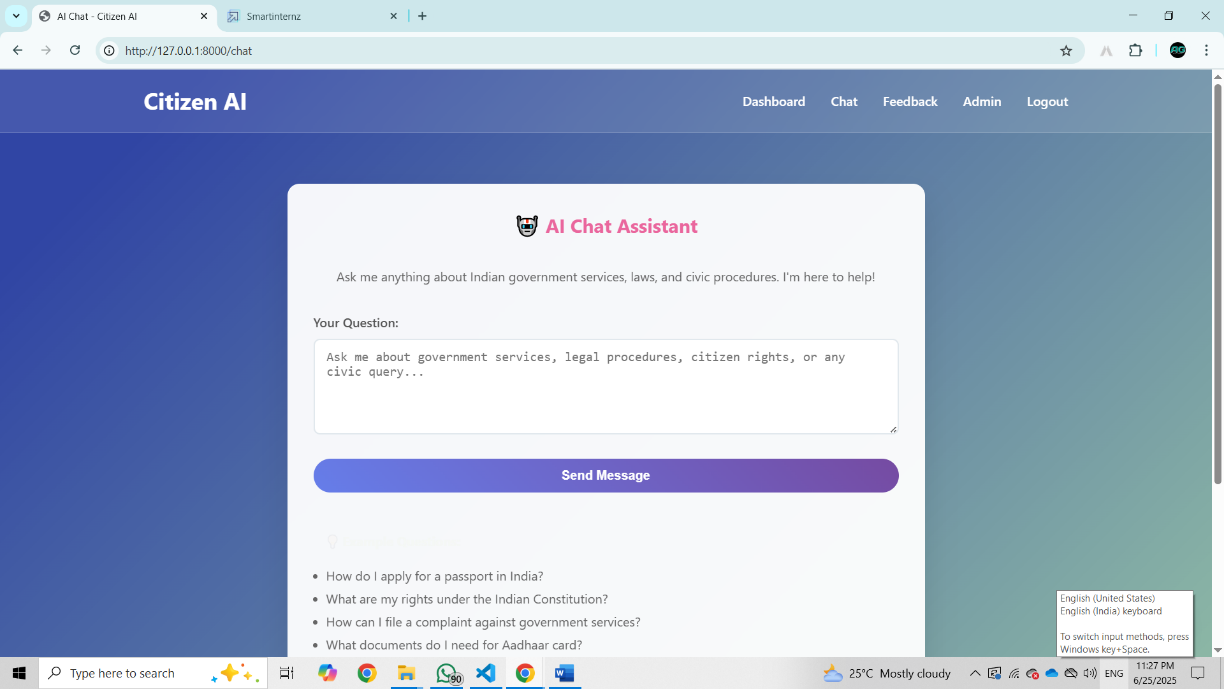 AI Chat - Citizen AI
Smartinternz
http://127.0.0.1:8000/chat
AG
Citizen AI
Dashboard
Chat
Feedback
Admin
Logout
AI Chat Assistant
Ask me anything about Indian government services, laws, and civic procedures. I'm here to help!
Your Question:
Ask me about government services, legal procedures, citizen rights, or any
civic query...
Send Message
How do I apply for a passport in India?
What are my rights under the Indian Constitution?
How can I file a complaint against government services?
What documents do I need for Aadhaar card?
English (United States)
English (India) keyboard
To switch input methods, press
Windows key+Space.
Type here to search
90
25°C Mostly cloudy
ENG
11:27 PM
6/25/2025